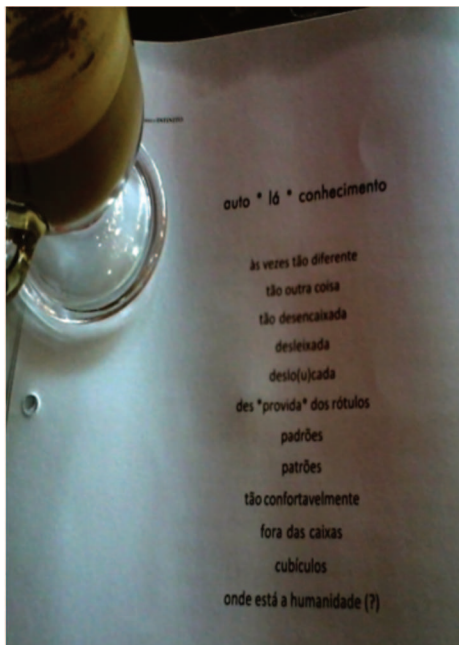 auto * lá * conhecimento
às vezes tão diferente
tão outra coisa
tão desencaixada
desleixada
deslo(u)cada
des *provida* dos rótulos
padrões
patrões
tão confortavelmente
fora das caixas
cubículos
onde está a humanidade (?)